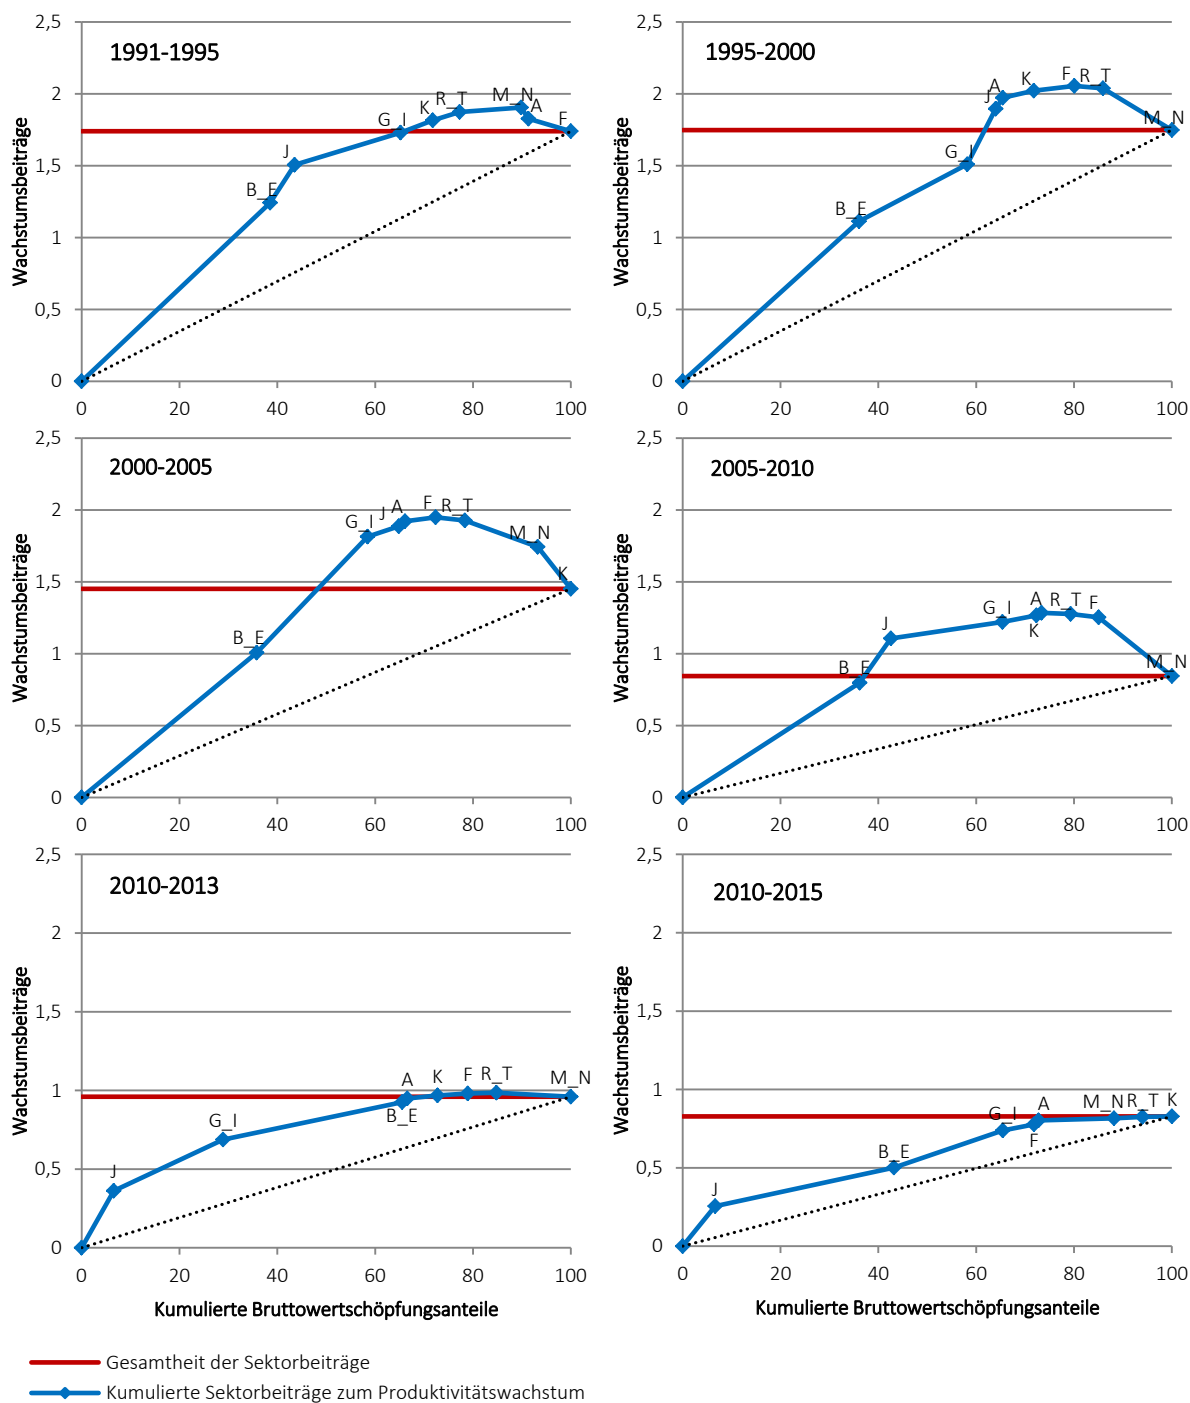 1991-1995
Wachstumsbeiträge
2,5
2
1,5
1
0,5
0
0 20 40 60 80 100
B_E J G_I K R_T M_N A F
1995-2000
Wachstumsbeiträge
2,5
2
1,5
1
0,5
0
0 20 40 60 80 100
B_E G_I J A K F R_T M_N
2000-2005
Wachstumsbeiträge
2,5
2
1,5
1
0,5
0
0 20 40 60 80 100
B_E G_I J A F R_T M_N K
2005-2010
Wachstumsbeiträge
2,5
2
1,5
1
0,5
0
0 20 40 60 80 100
B_E J G_I K A R_T F M_N
2010-2013
Wachstumsbeiträge
2,5
2
1,5
1
0,5
0
0 20 40 60 80 100
J G_I B_E A K F R_T M_N
Kumulierte Bruttowertschöpfungsanteile
2010-2015
Wachstumsbeiträge
2,5
2
1,5
1
0,5
0
0 20 40 60 80 100
J B_E G_I F A M_N R_T K
Kumulierte Bruttowertschöpfungsanteile
Gesamtheit der Sektorbeiträge
Kumulierte Sektorbeiträge zum Produktivitätswachstum